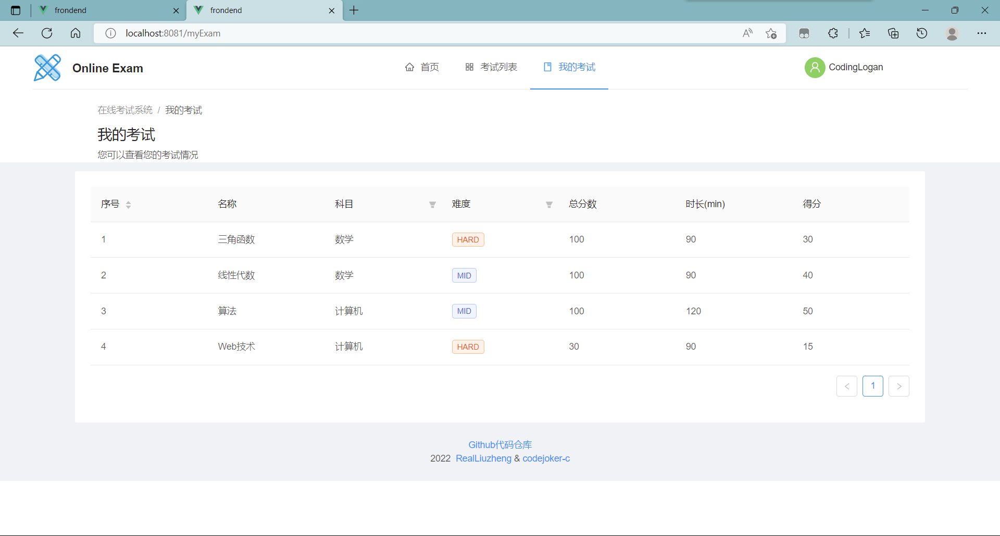 frondend
frondend
localhost:8081/myExam
Online Exam
首页
考试列表
我的考试
CodingLogan
在线考试系统 / 我的考试
我的考试
您可以查看您的考试情况
序号 名称 科目 难度 总分数 时长(min) 得分
1 三角函数 数学 HARD 100 90 30
2 线性代数 数学 MID 100 90 40
3 算法 计算机 MID 100 120 50
4 Web技术 计算机 HARD 30 90 15
< 1 >
Github代码仓库
2022 RealLiuzheng & codejoker-c